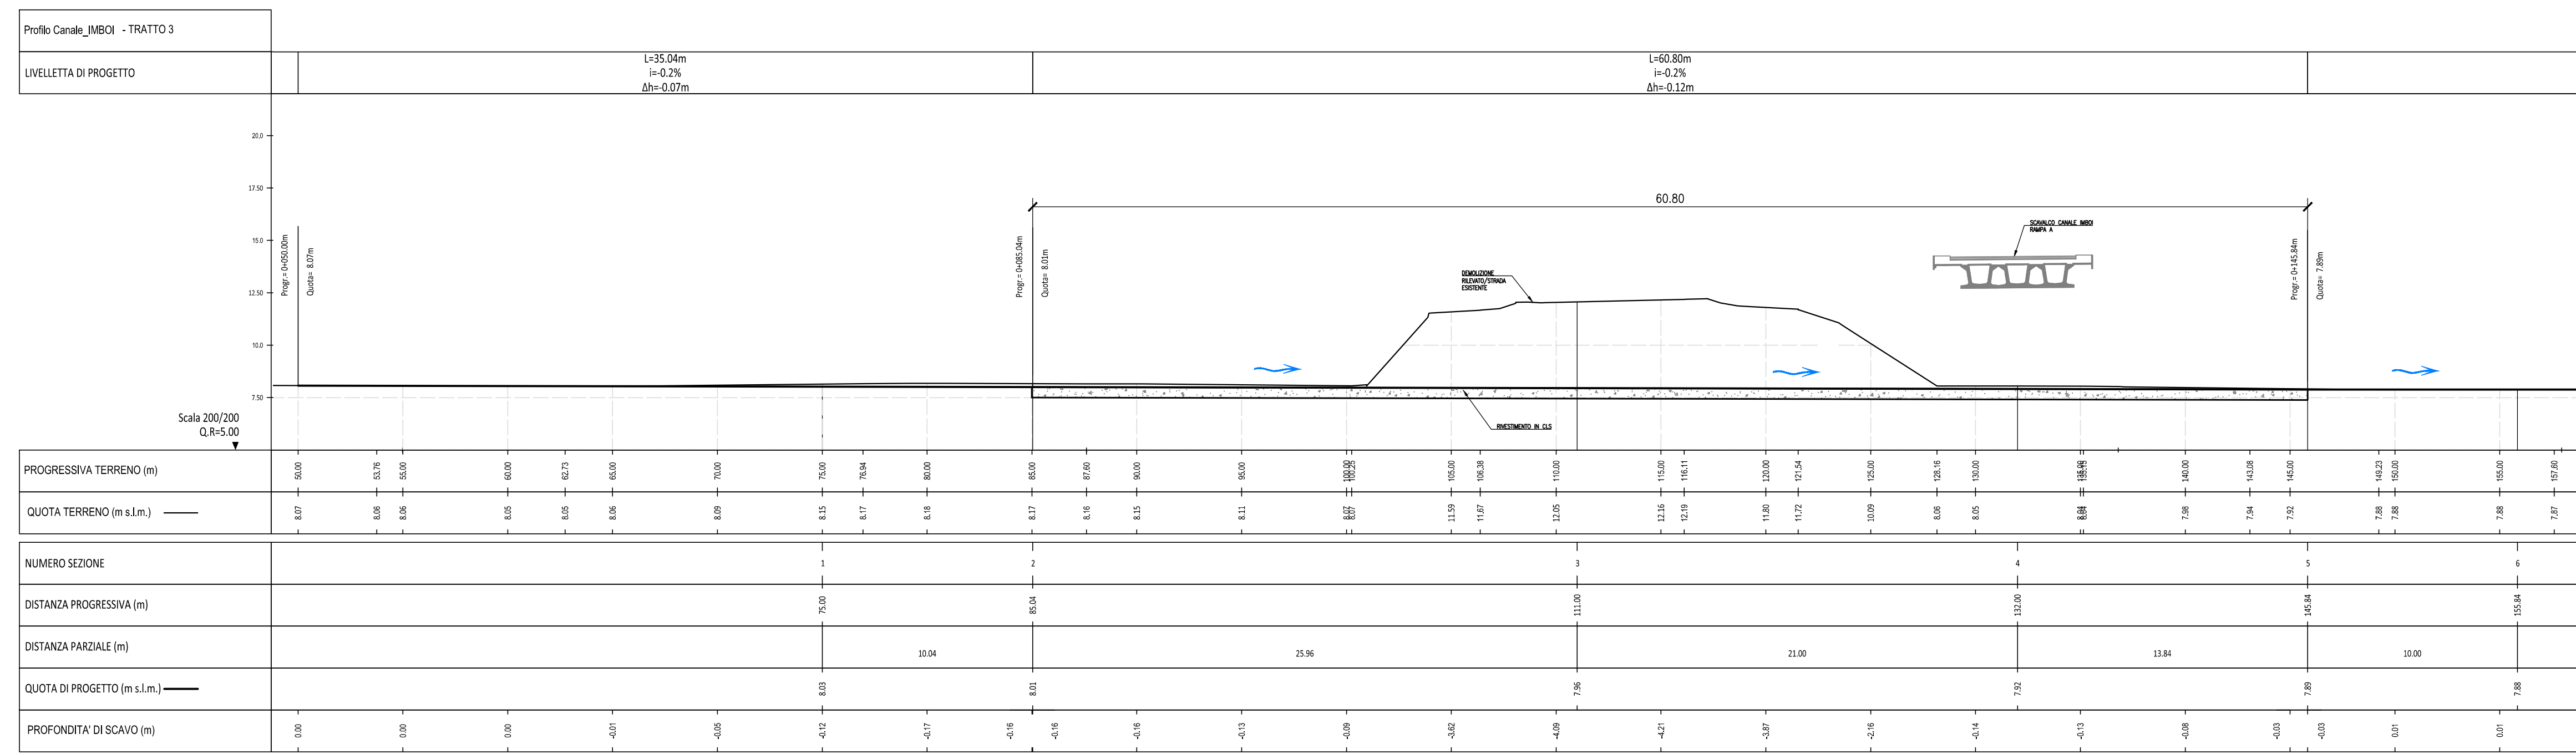 Profilo Canale_IMBOI - TRATTO 3
LIVELLETTA DI PROGETTO
L=35.04m
i=-0.2%
Δh=-0.07m
L=60.80m
i=-0.2%
Δh=-0.12m
20,0
17.50
15.0
12.50
10.0
7.50
Scala 200/200
Q.R=5.00
Progr.= 0+050.00m
Quota= 8.07m
Progr.= 0+085.04m
Quota= 8.01m
60.80
DEMOLIZIONE
RILEVATO/STRADA
ESISTENTE
RIVESTIMENTO IN CLS
SCAVALCO CANALE IMBOI
RAMPA A
Progr.= 0+145.84m
Quota= 7.89m
PROGRESSIVA TERRENO (m)
50.00 53.76 55.00 60.00 62.73 65.00 70.00 75.00 76.94 80.00 85.00 87.60 90.00 95.00 100.00 100.25 105.00 106.38 110.00 115.00 116.11 120.00 121.54 125.00 128.16 130.00 140.00 143.08 145.00 149.23 150.00 155.00 157.60
QUOTA TERRENO (m s.l.m.)
8.07 8.06 8.06 8.05 8.05 8.06 8.09 8.15 8.17 8.18 8.17 8.16 8.15 8.11 8.07 8.07 11.59 11.67 12.05 12.16 12.19 11.80 11.72 10.09 8.06 8.05 8.04 7.98 7.94 7.92 7.88 7.88 7.88 7.87
NUMERO SEZIONE
1 2 3 4 5 6
DISTANZA PROGRESSIVA (m)
75.00 85.04 111.00 132.00 145.84 155.84
DISTANZA PARZIALE (m)
10.04 25.96 21.00 13.84 10.00
QUOTA DI PROGETTO (m s.l.m.)
8.03 8.01 7.96 7.92 7.89 7.88
PROFONDITA' DI SCAVO (m)
0.00 0.00 0.00 -0.01 -0.05 -0.12 -0.17 -0.16 -0.16 -0.16 -0.13 -0.09 -3.62 -4.09 -4.21 -3.87 -2.16 -0.14 -0.13 -0.08 -0.03 -0.03 0.01 0.01